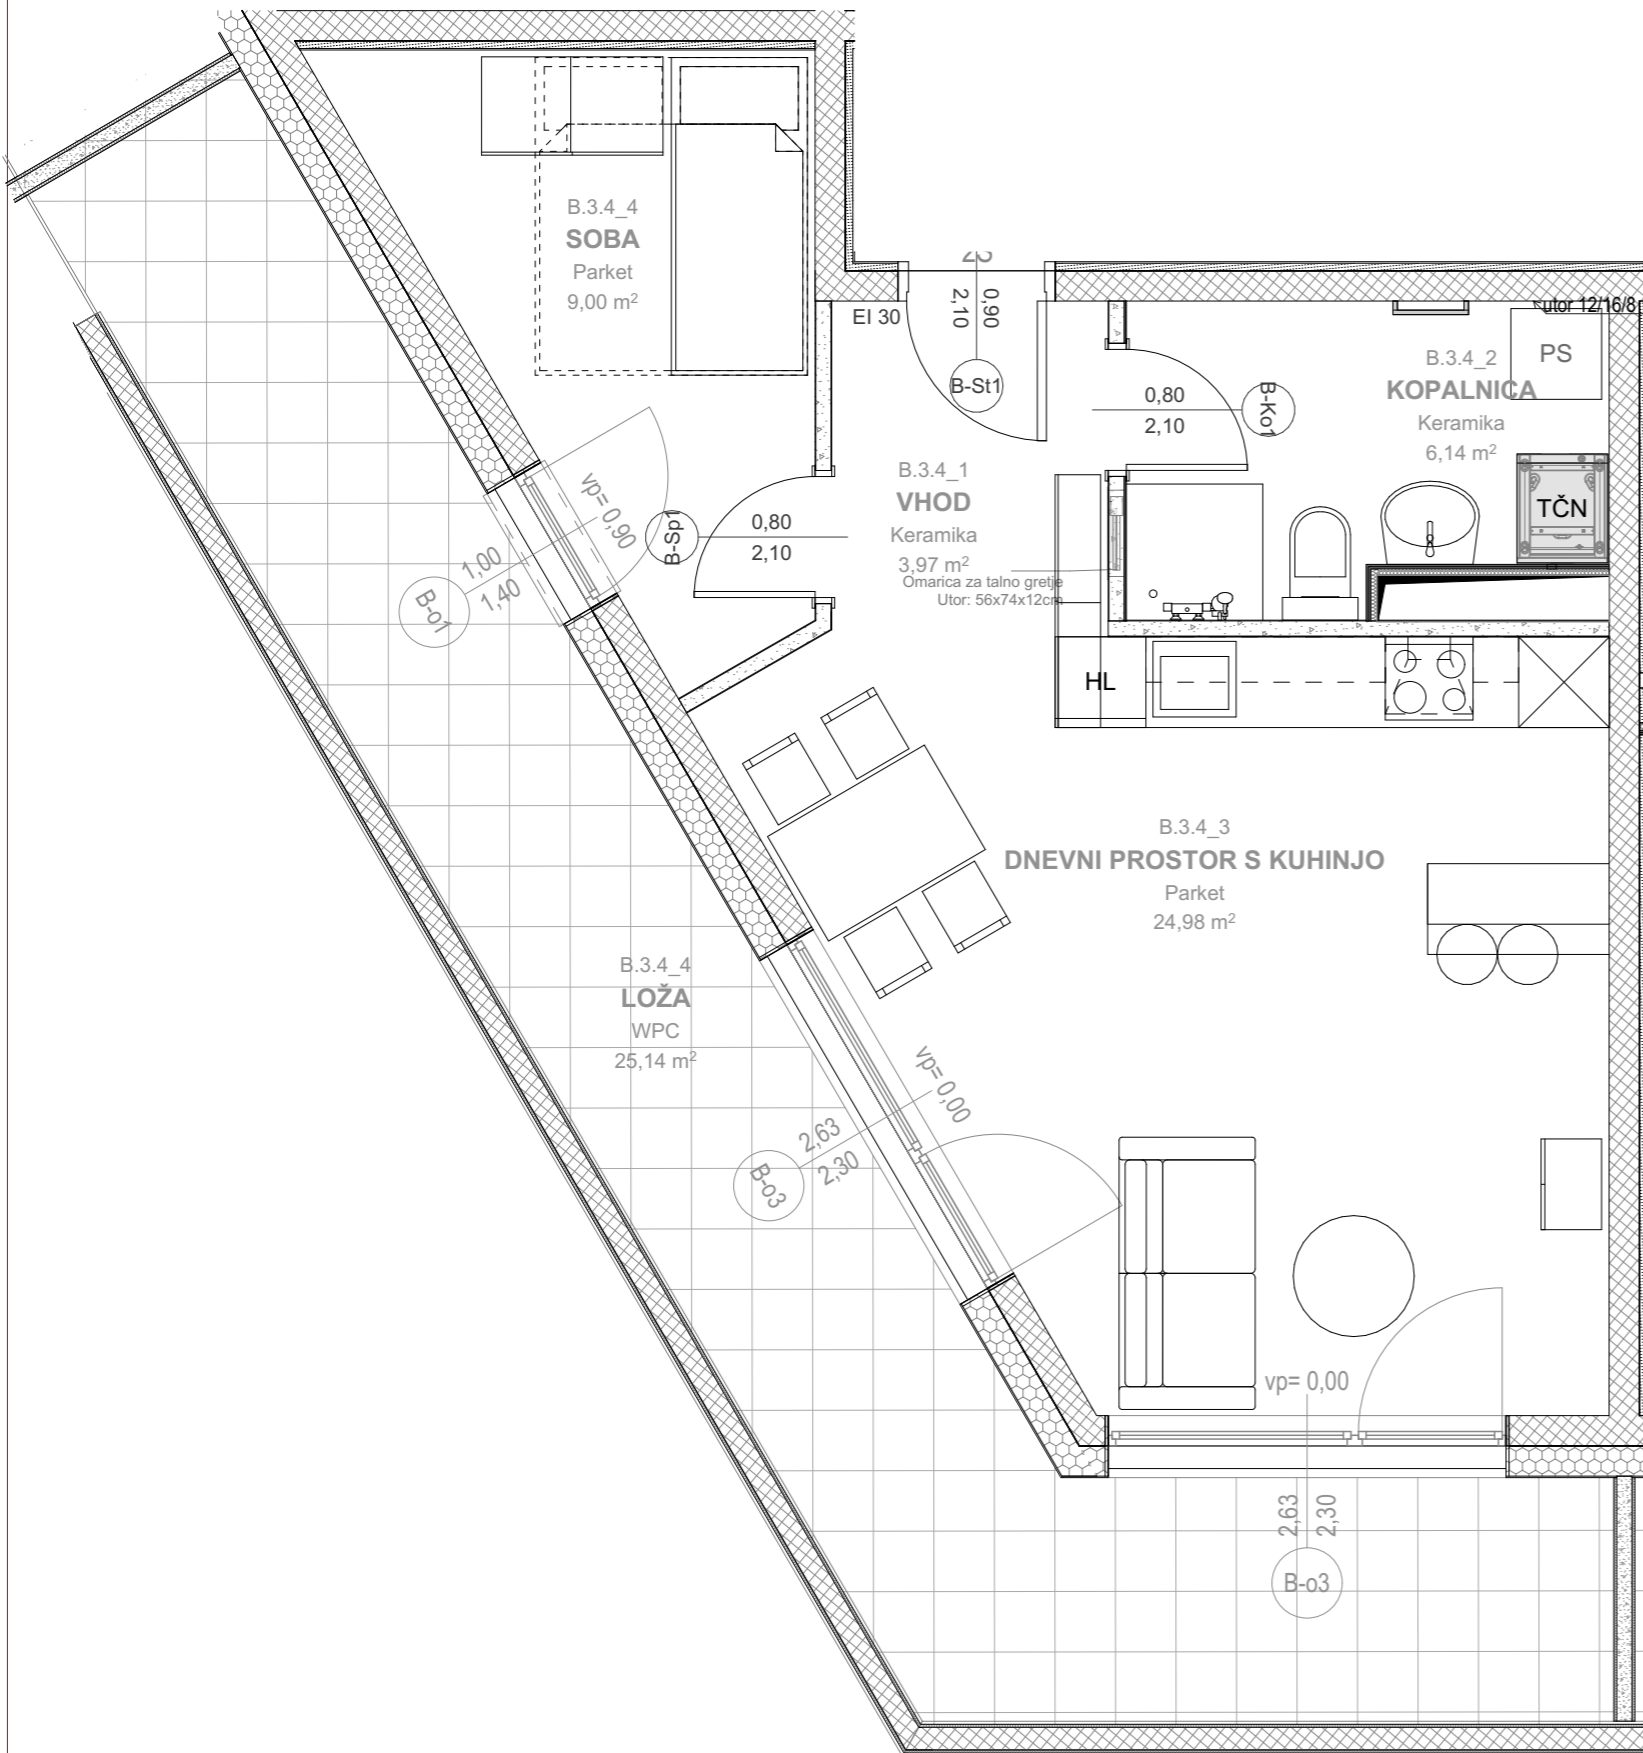 B.3.4_4
SOBA
Parket
9,00 m²
EI 30
0,90
2,10
B-St1
utor 12/16/8
PS
B.3.4_2
KOPALNICA
Keramika
6,14 m²
0,80
2,10
B-Ko1
TČN
B.3.4_1
VHOD
Keramika
3,97 m²
Omarica za talno gretje
Utor: 56x74x12cm
B-Sp1
0,80
2,10
vp= 0,90
1,00
1,40
B-o1
HL
B.3.4_3
DNEVNI PROSTOR S KUHINJO
Parket
24,98 m²
B.3.4_4
LOŽA
WPC
25,14 m²
vp= 0,00
2,63
2,30
B-o3
vp= 0,00
2,63
2,30
B-o3